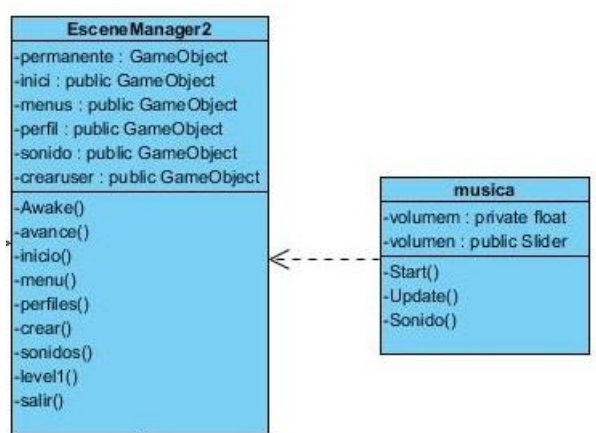 EsceneManager2
-permanente : GameObject
-inici : public GameObject
-menus : public GameObject
-perfil : public GameObject
-sonido : public GameObject
-crearuser : public GameObject
-Awake()
-avance()
-inicio()
-menu()
-perfiles()
-crear()
-sonidos()
-level1()
-salir()
musica
-volumem : private float
-volumen : public Slider
-Start()
-Update()
-Sonido()